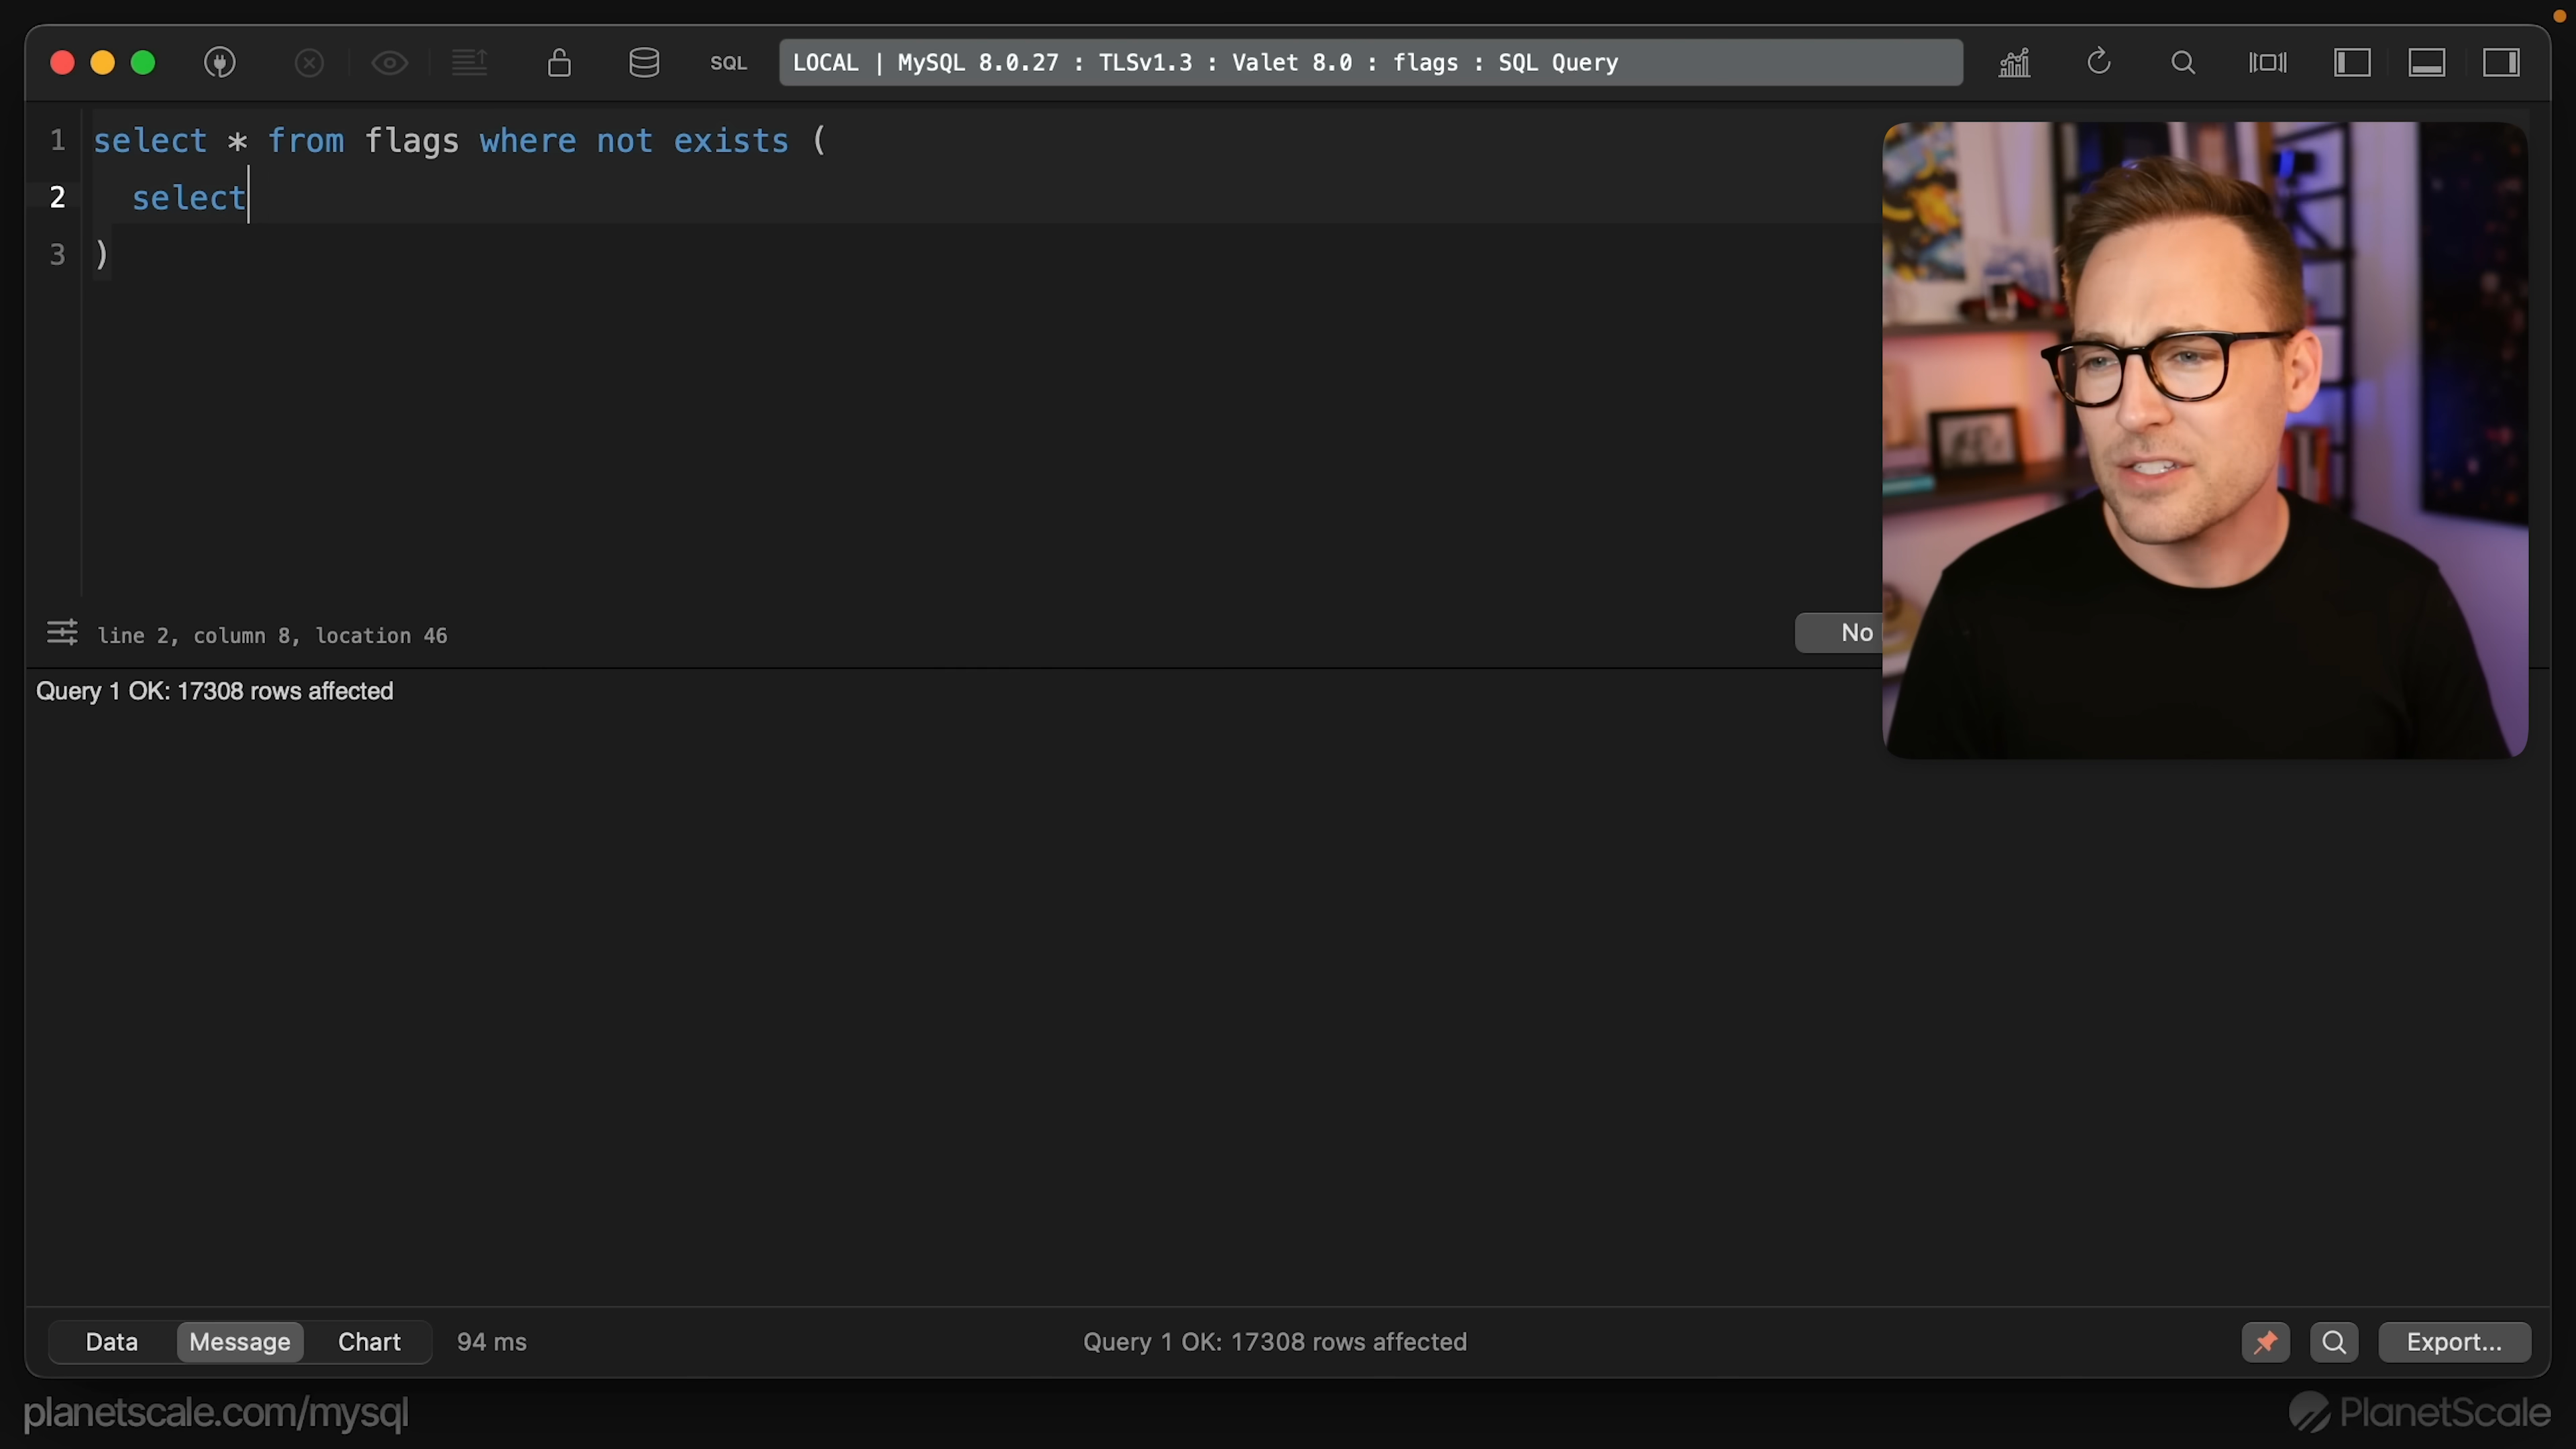 SQL
LOCAL | MySQL 8.0.27 : TLSv1.3 : Valet 8.0 : flags : SQL Query
1 select * from flags where not exists (
2 select
3 )
line 2, column 8, location 46
No
Query 1 OK: 17308 rows affected
Data Message Chart 94 ms Query 1 OK: 17308 rows affected Export...
planetscale.com/mysql PlanetScale